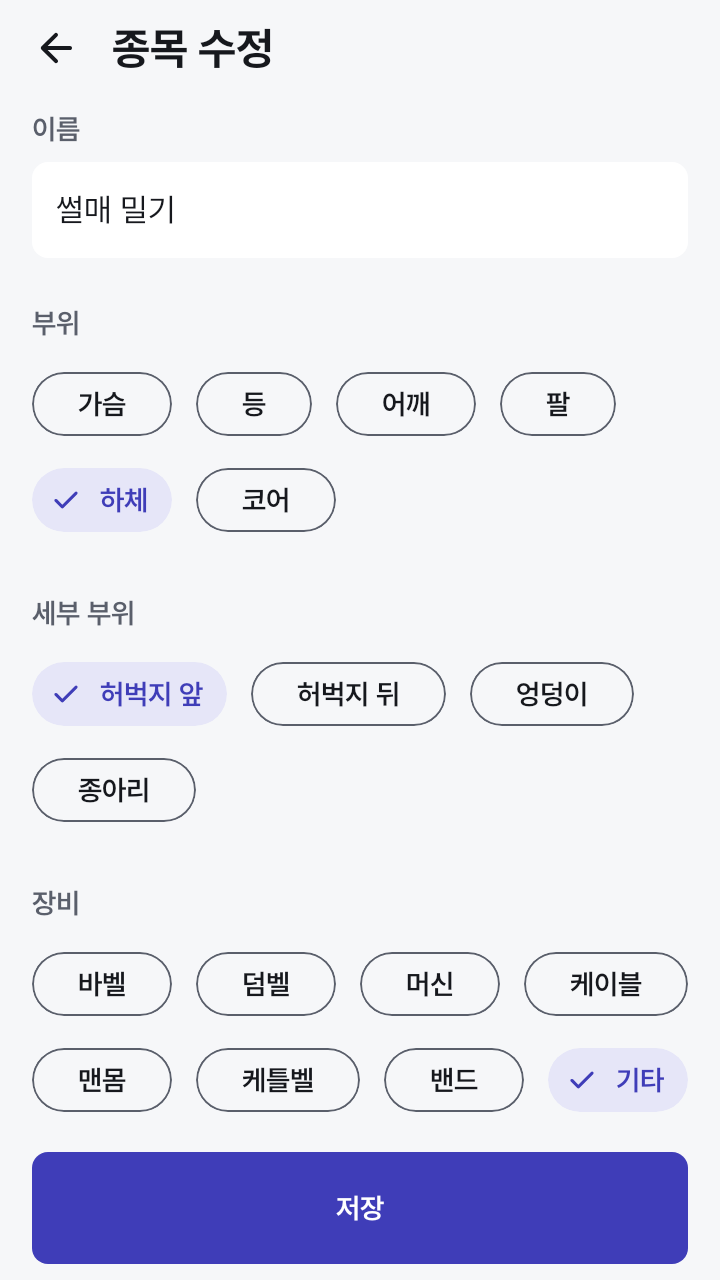 종목 수정
이름
썰매 밀기
부위
가슴 등 어깨 팔
하체 코어
세부 부위
허벅지 앞 허벅지 뒤 엉덩이
종아리
장비
바벨 덤벨 머신 케이블
맨몸 케틀벨 밴드 기타
저장